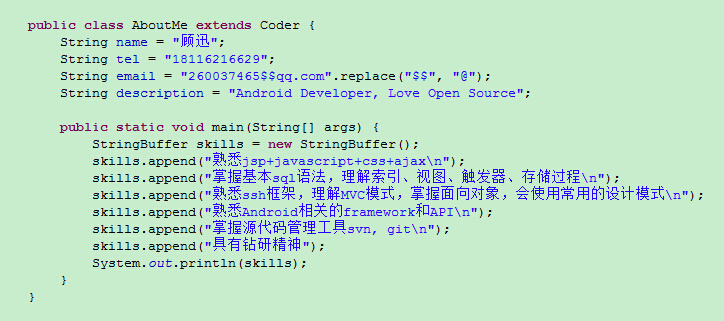 public class AboutMe extends Coder {
String name = "顾迅";
String tel = "18116216629";
String email = "260037465$$qq.com".replace("$$", "@");
String description = "Android Developer, Love Open Source";
public static void main(String[] args) {
StringBuffer skills = new StringBuffer();
skills.append("熟悉jsp+javascript+css+ajax\n");
skills.append("掌握基本sql语法，理解索引、视图、触发器、存储过程\n");
skills.append("熟悉ssh框架，理解MVC模式，掌握面向对象，会使用常用的设计模式\n");
skills.append("熟悉Android相关的framework和API\n");
skills.append("掌握源代码管理工具svn, git\n");
skills.append("具有钻研精神");
System.out.println(skills);
}
}